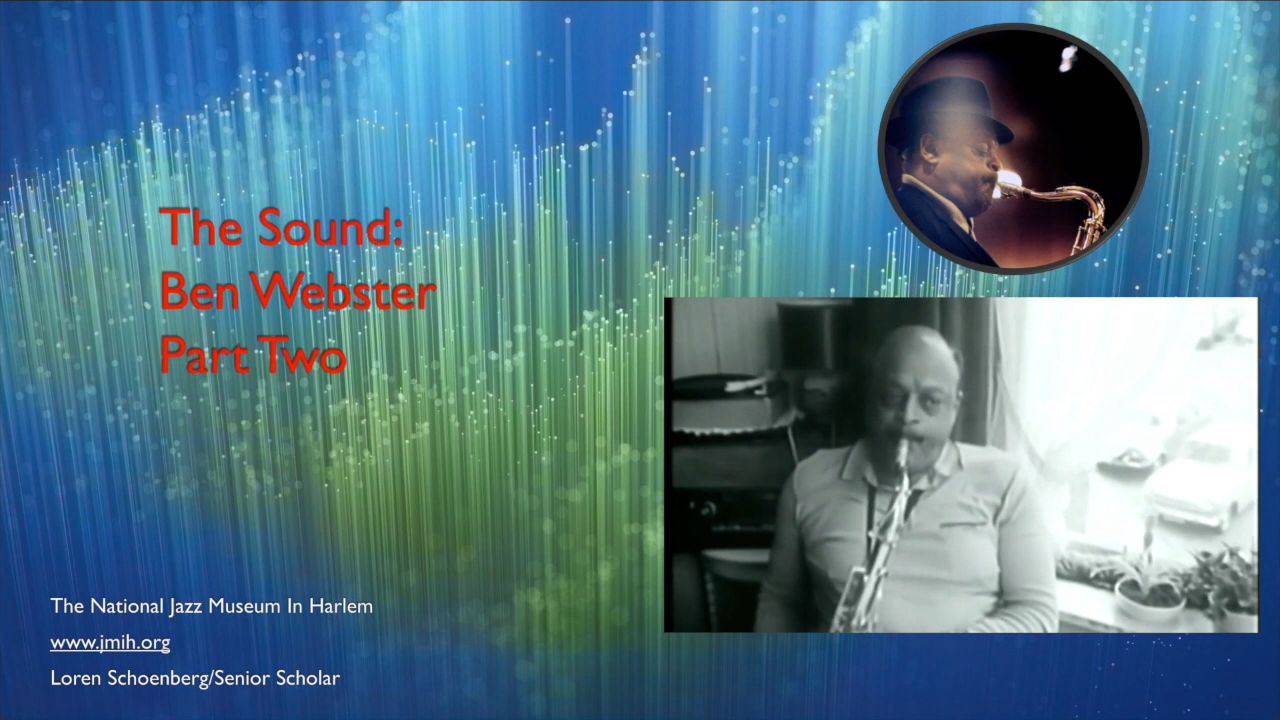 The Sound:
Ben Webster
Part Two
The National Jazz Museum In Harlem
www.jmih.org
Loren Schoenberg/Senior Scholar